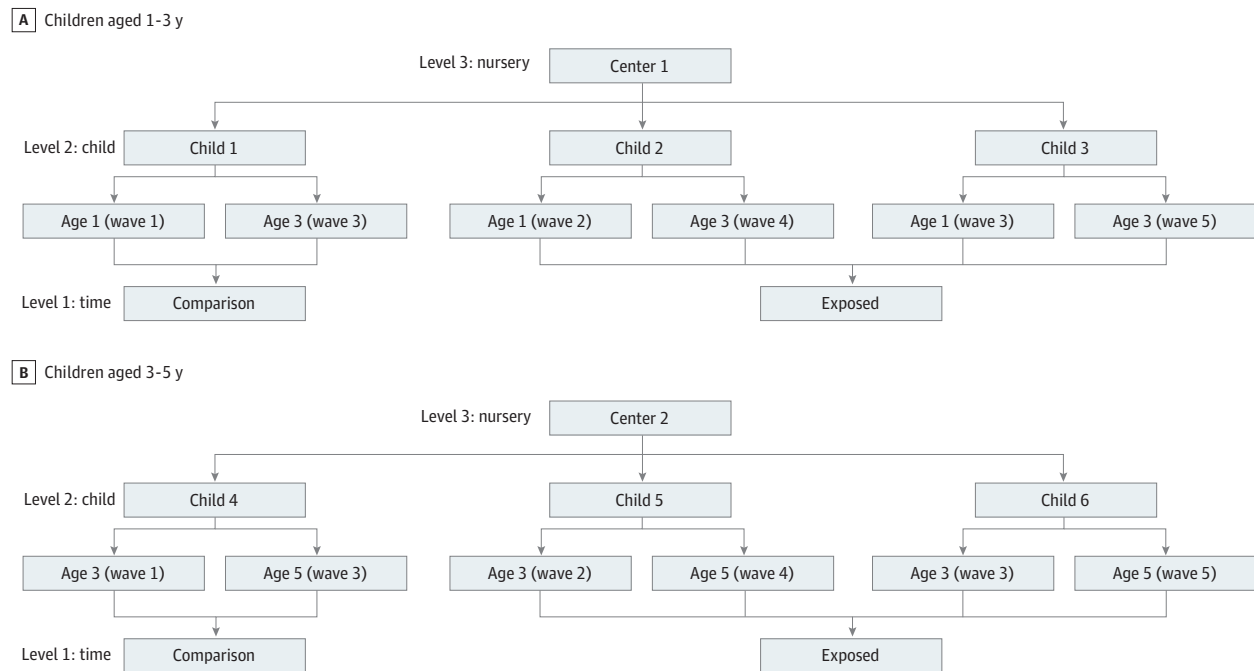 A Children aged 1-3 y
Level 3: nursery Center 1
Level 2: child Child 1 Child 2 Child 3
Age 1 (wave 1) Age 3 (wave 3) Age 1 (wave 2) Age 3 (wave 4) Age 1 (wave 3) Age 3 (wave 5)
Level 1: time Comparison Exposed
B Children aged 3-5 y
Level 3: nursery Center 2
Level 2: child Child 4 Child 5 Child 6
Age 3 (wave 1) Age 5 (wave 3) Age 3 (wave 2) Age 5 (wave 4) Age 3 (wave 3) Age 5 (wave 5)
Level 1: time Comparison Exposed